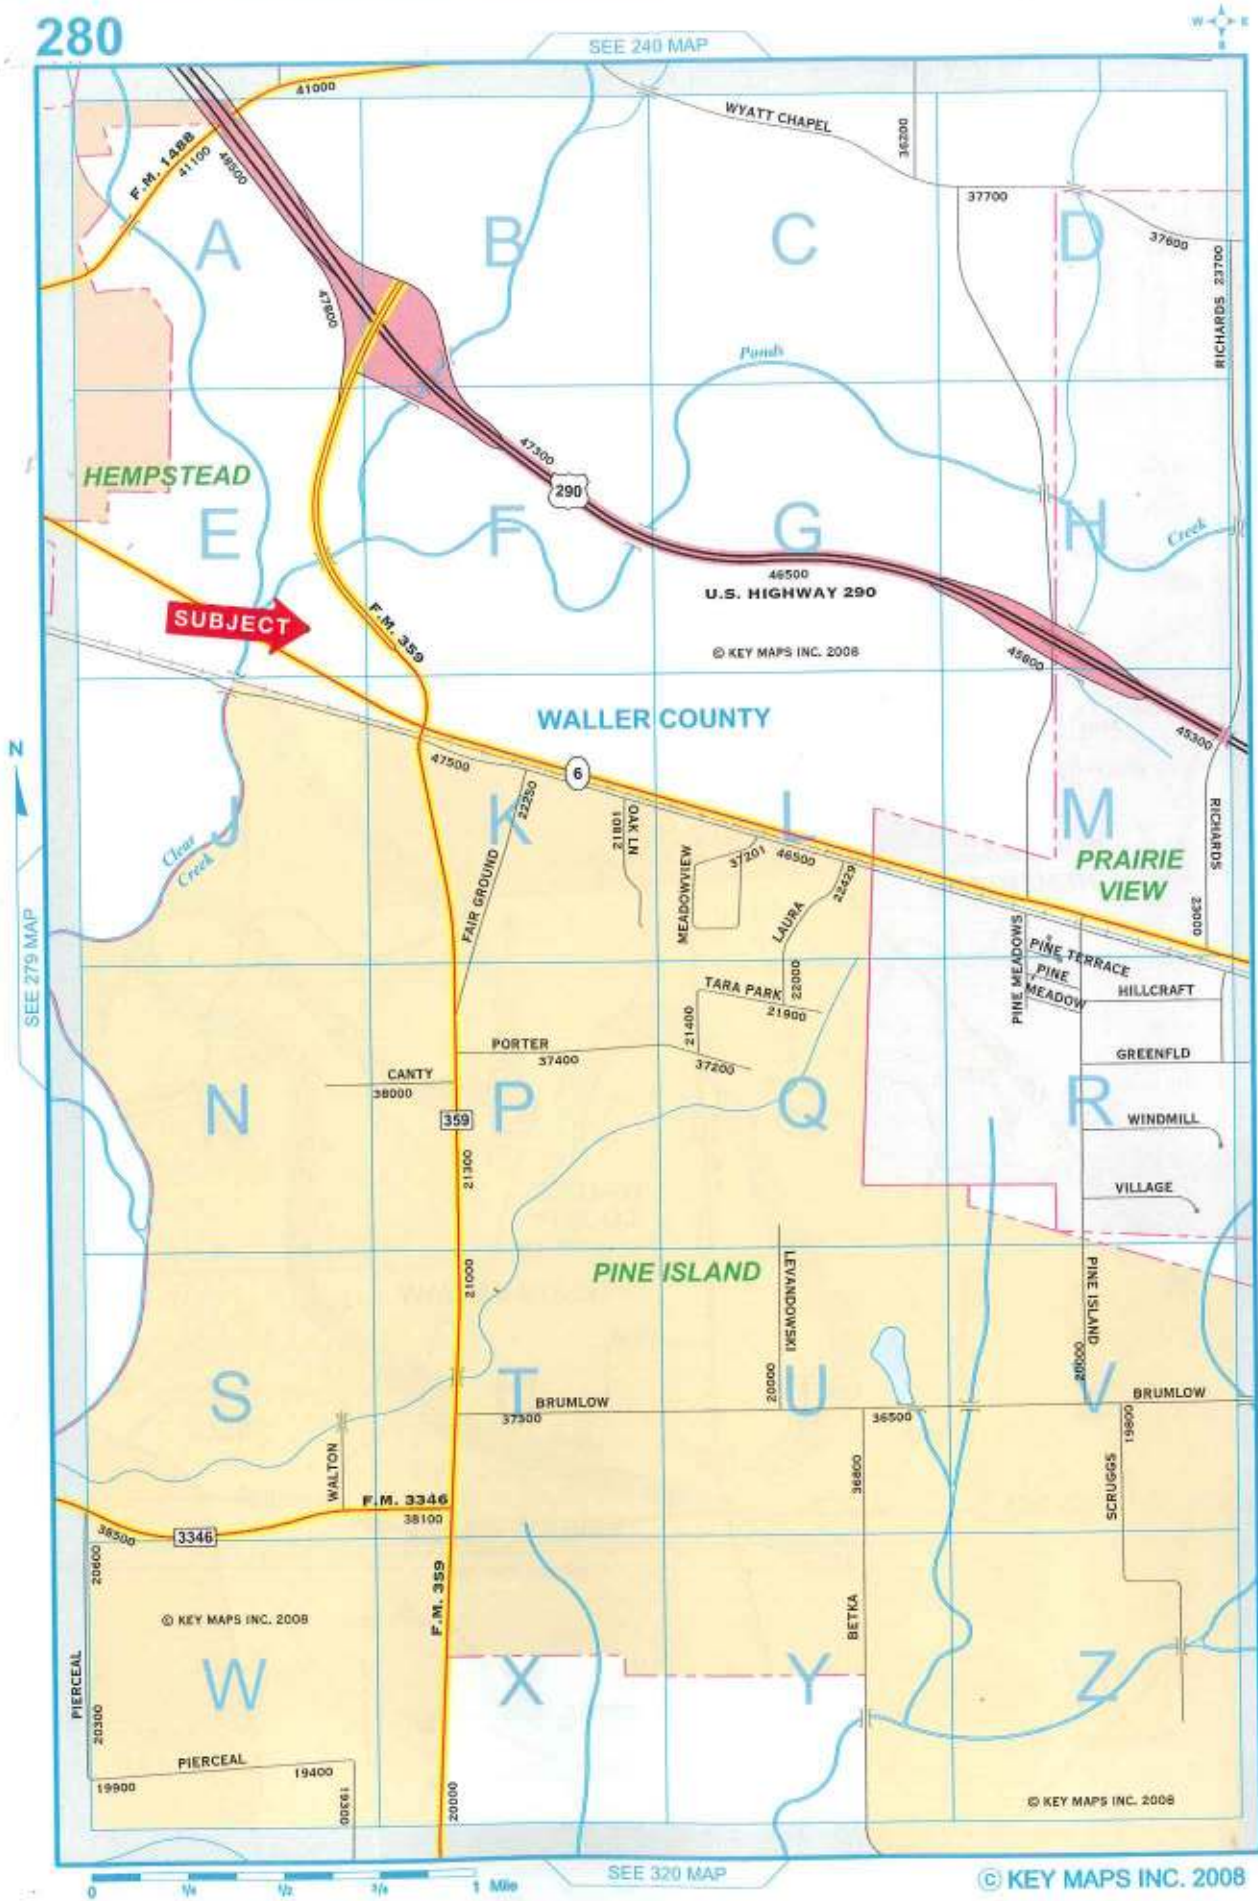 280
SEE 240 MAP
W E
S
41000
WYATT CHAPEL
36200
F.M. 1488
41100
48500
37700
A
B
C
D
37600
RICHARDS 23700
47800
Ponds
47300
HEMPSTEAD
290
E
F
G
H
Creek
46500
U.S. HIGHWAY 290
SUBJECT
F.M. 359
© KEY MAPS INC. 2008
45800
WALLER COUNTY
45300
N
47500
6
22250
21801
OAK LN
J
K
L
M
RICHARDS
Clear
Creek
37201
46500
PRAIRIE
VIEW
MEADOWVIEW
22429
FAIR GROUND
LAURA
23000
SEE 279 MAP
PINE MEADOWS
PINE TERRACE
PINE
MEADOW
HILLCRAFT
TARA PARK
22000
21900
21400
PORTER
37400
37200
GREENFLD
CANTY
38000
N
P
Q
R
359
WINDMILL
21300
VILLAGE
PINE ISLAND
21000
LEVANDOWSKI
PINE ISLAND
20000
20000
S
T
U
V
BRUMLOW
37300
36500
BRUMLOW
19800
WALTON
36800
SCRUGGS
F.M. 3346
38100
38500
3346
20600
F.M. 359
© KEY MAPS INC. 2008
BETKA
PIERCEAL
W
X
Y
Z
20300
PIERCEAL
19900
19400
19300
20000
© KEY MAPS INC. 2008
0 1/4 1/2 3/4 1 Mile
SEE 320 MAP
© KEY MAPS INC. 2008